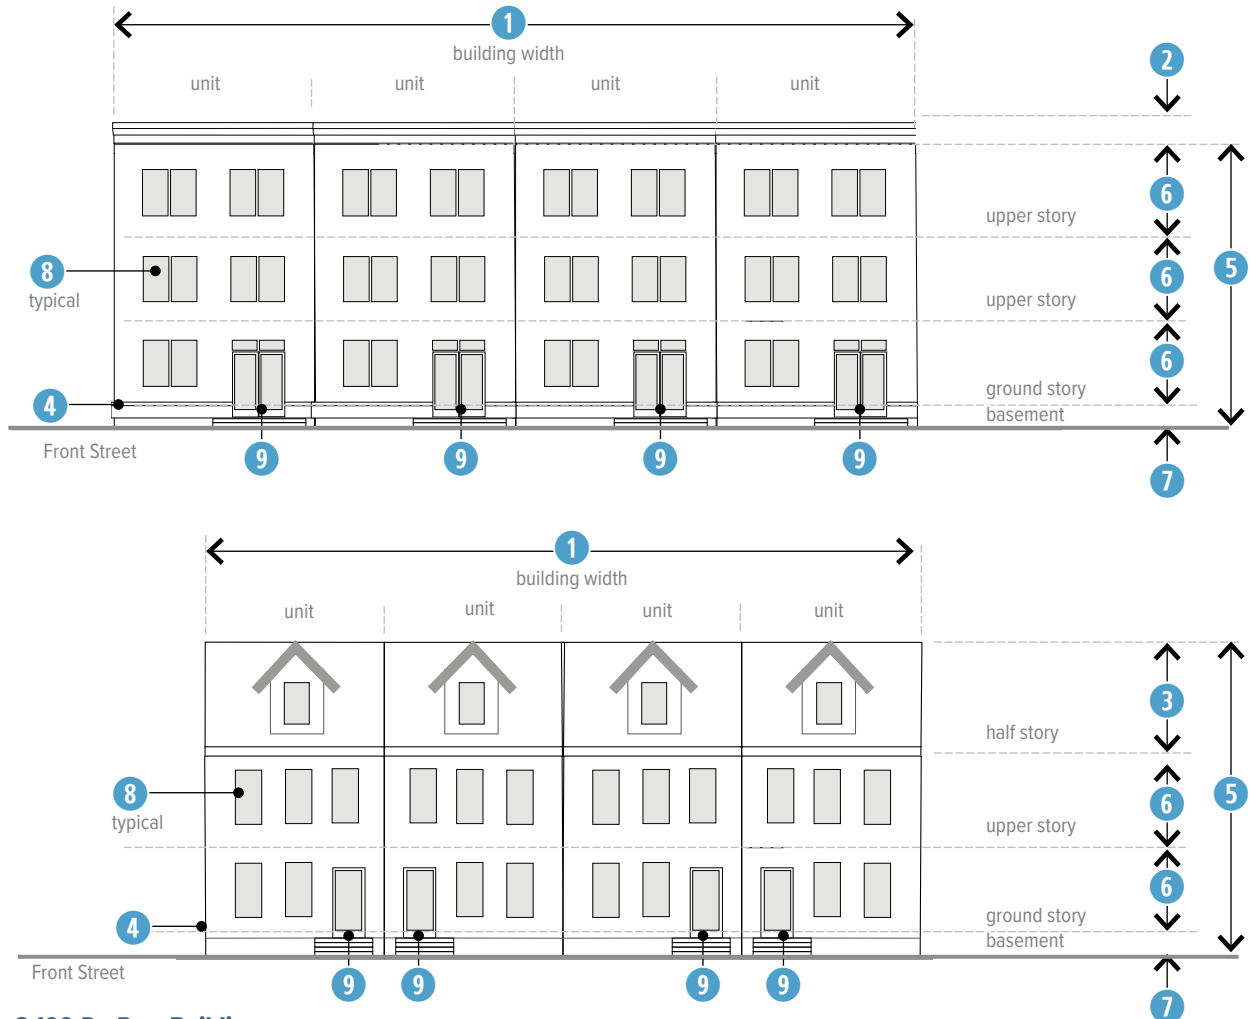 1
building width
2
unit unit unit unit
5
6
upper story
6
upper story
8
typical
6
ground story
4
basement
Front Street
9 9 9 9
7
1
building width
unit unit unit unit
5
3
half story
8
typical
6
upper story
6
ground story
4
basement
Front Street
9 9 9 9
7